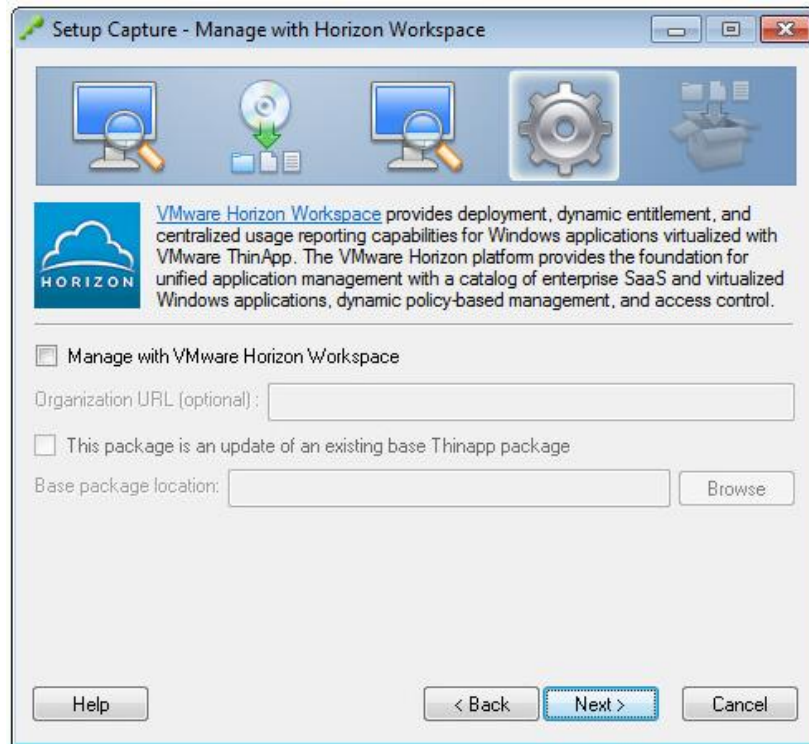 Setup Capture - Manage with Horizon Workspace
VMware Horizon Workspace provides deployment, dynamic entitlement, and
centralized usage reporting capabilities for Windows applications virtualized with
VMware ThinApp. The VMware Horizon platform provides the foundation for
unified application management with a catalog of enterprise SaaS and virtualized
Windows applications, dynamic policy-based management, and access control.
HORIZON
Manage with VMware Horizon Workspace
Organization URL (optional) :
This package is an update of an existing base Thinapp package
Base package location:
Browse
Help
< Back
Next >
Cancel